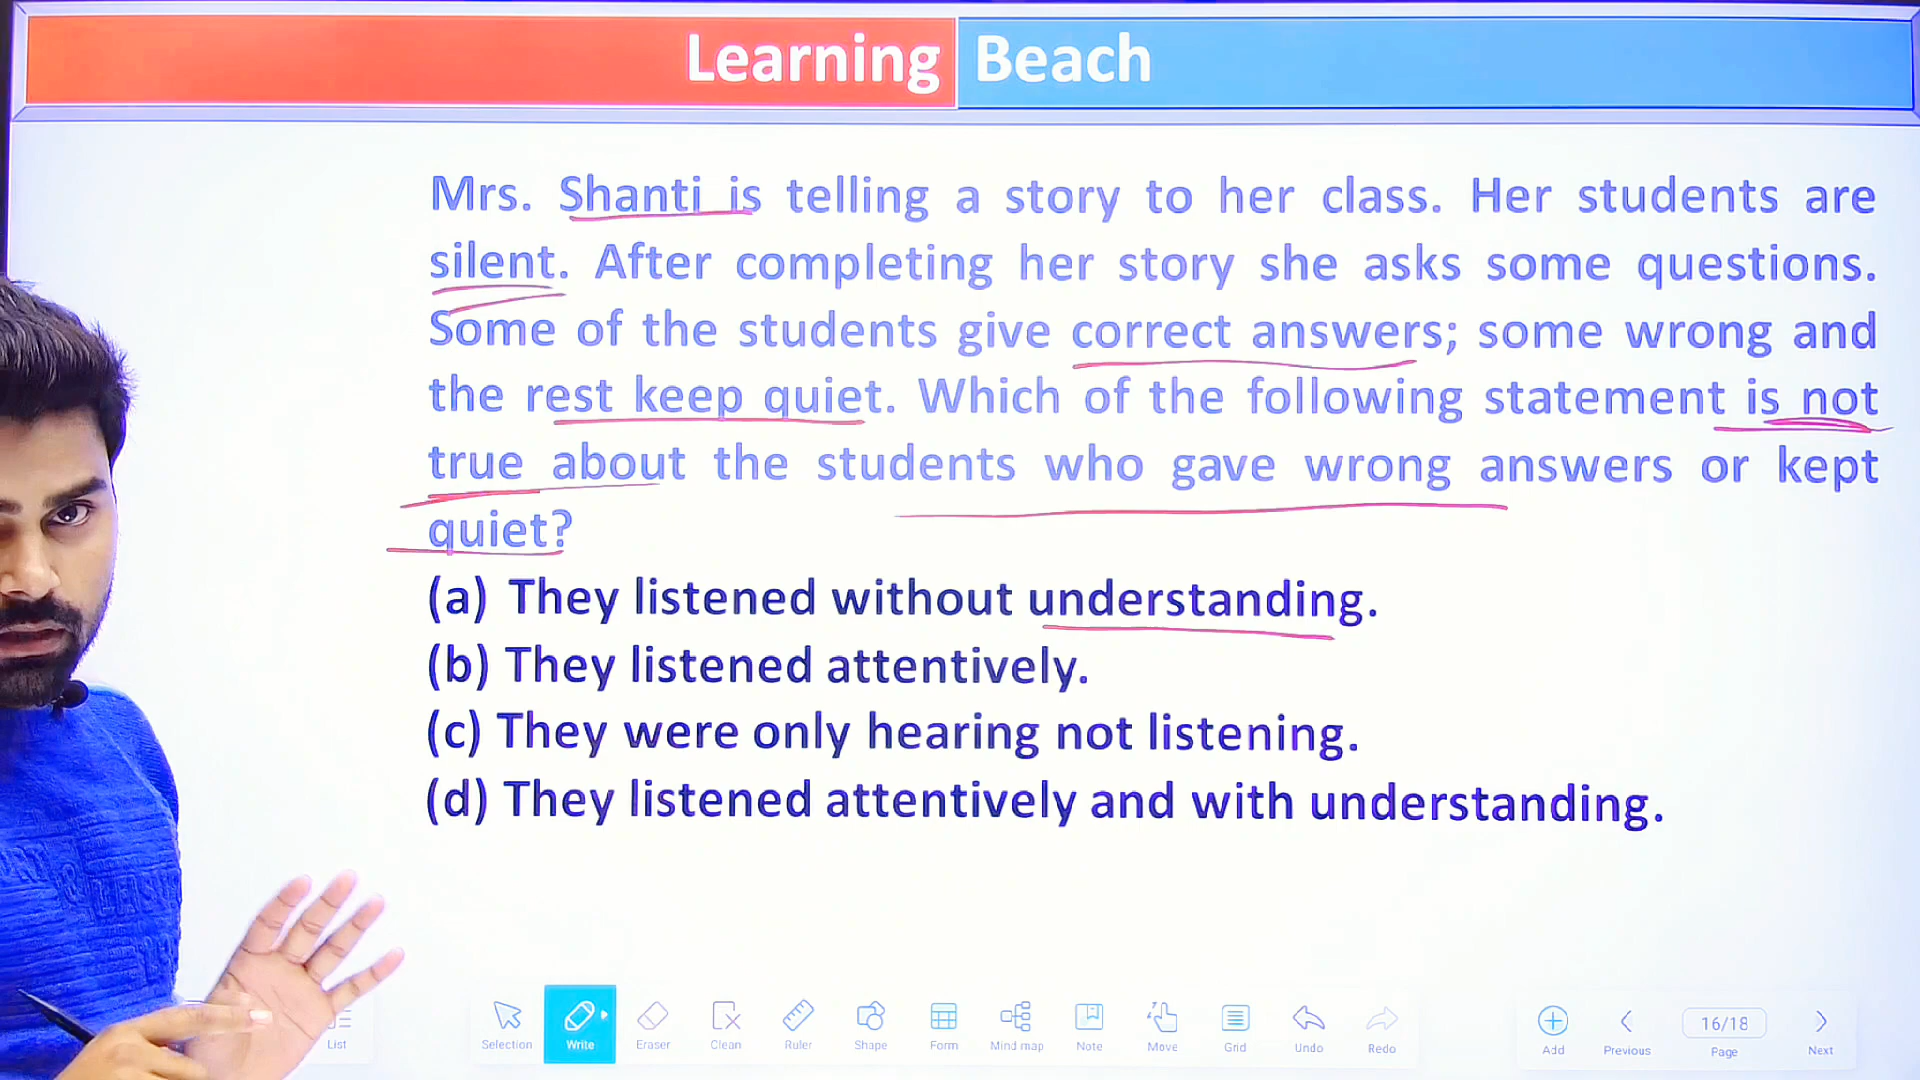 Learning Beach
Mrs. Shanti is telling a story to her class. Her students are
silent. After completing her story she asks some questions.
Some of the students give correct answers; some wrong and
the rest keep quiet. Which of the following statement is not
true about the students who gave wrong answers or kept
quiet?
(a) They listened without understanding.
(b) They listened attentively.
(c) They were only hearing not listening.
(d) They listened attentively and with understanding.
List Selection Write Eraser Clean Ruler Shape Form Mind map Note Move Grid Undo Redo Add Previous 16/18 Page Next